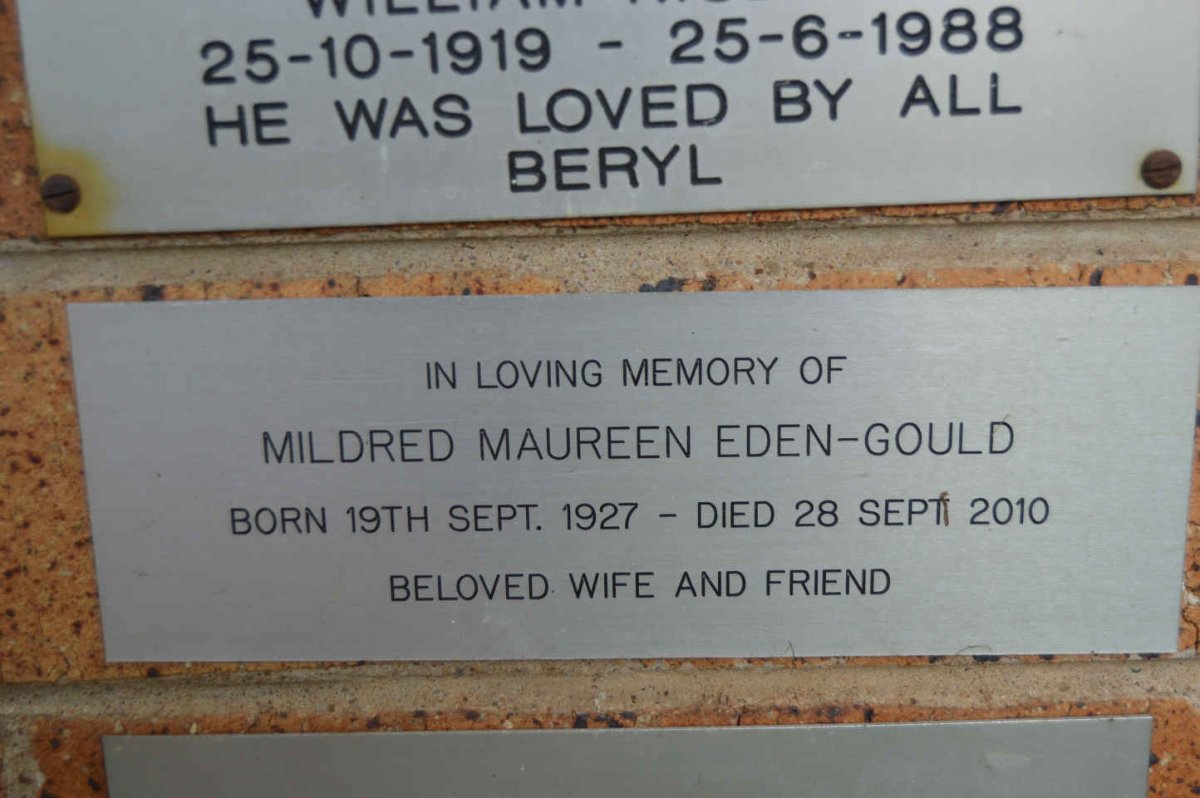 WILLIAM
25-10-1919 - 25-6-1988
HE WAS LOVED BY ALL
BERYL
IN LOVING MEMORY OF
MILDRED MAUREEN EDEN-GOULD
BORN 19TH SEPT. 1927 - DIED 28 SEPT 2010
BELOVED WIFE AND FRIEND